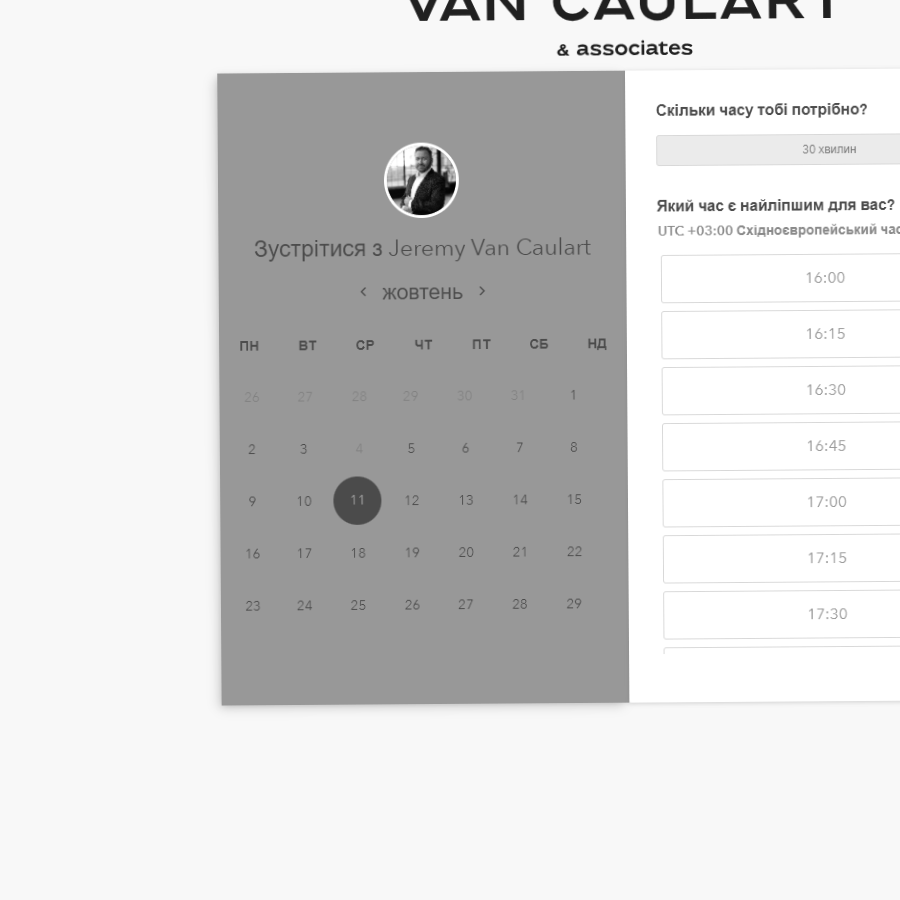 VAN CAULART
& associates
Зустрітися з Jeremy Van Caulart
жовтень
ПН ВТ СР ЧТ ПТ СБ НД
26 27 28 29 30 31 1
2 3 4 5 6 7 8
9 10 11 12 13 14 15
16 17 18 19 20 21 22
23 24 25 26 27 28 29
Скільки часу тобі потрібно?
30 хвилин
Який час є найліпшим для вас?
UTC +03:00 Східноєвропейський час
16:00
16:15
16:30
16:45
17:00
17:15
17:30